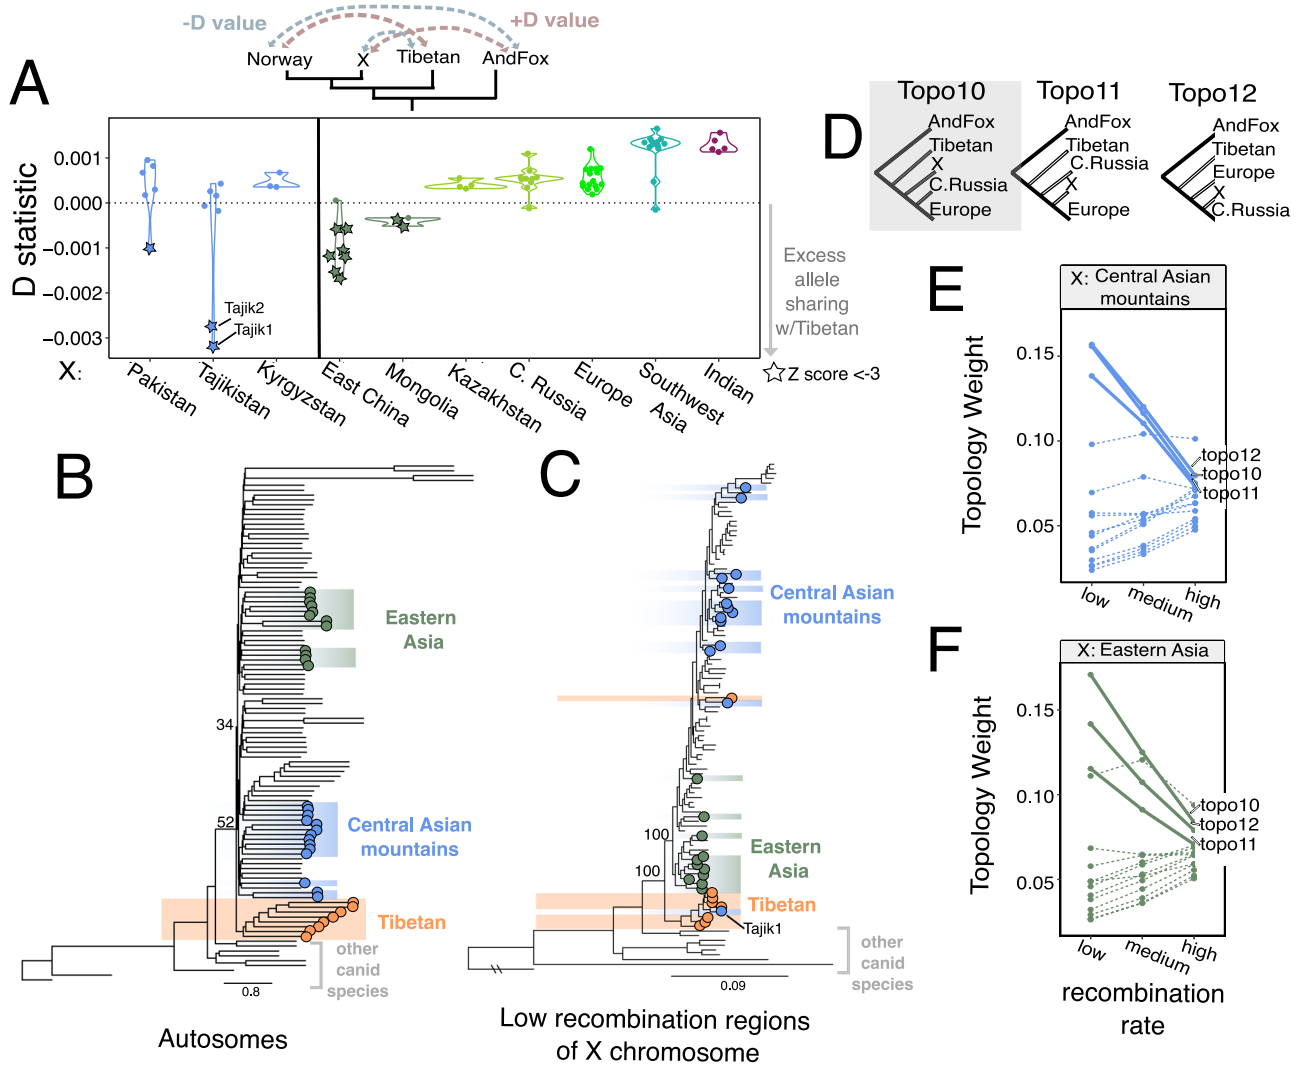 -D value
+D value
Norway X Tibetan AndFox
A
D statistic
0.001
0.000
−0.001
−0.002
−0.003
Tajik2
Tajik1
Excess
allele
sharing
w/Tibetan
Z score <-3
X:
Pakistan
Tajikistan
Kyrgyzstan
East China
Mongolia
Kazakhstan
C. Russia
Europe
Southwest
Asia
Indian
B
34
52
Eastern
Asia
Central Asian
mountains
Tibetan
other
canid
species
0.8
Autosomes
C
Central Asian
mountains
100
100
Eastern
Asia
Tibetan
Tajik1
other
canid
species
0.09
Low recombination regions
of X chromosome
D
Topo10
AndFox
Tibetan
X
C.Russia
Europe
Topo11
AndFox
Tibetan
C.Russia
X
Europe
Topo12
AndFox
Tibetan
Europe
X
C.Russia
E
X: Central Asian
mountains
Topology Weight
0.15
0.10
0.05
topo12
topo10
topo11
low
medium
high
F
X: Eastern Asia
Topology Weight
0.15
0.10
0.05
topo10
topo12
topo11
low
medium
high
recombination
rate